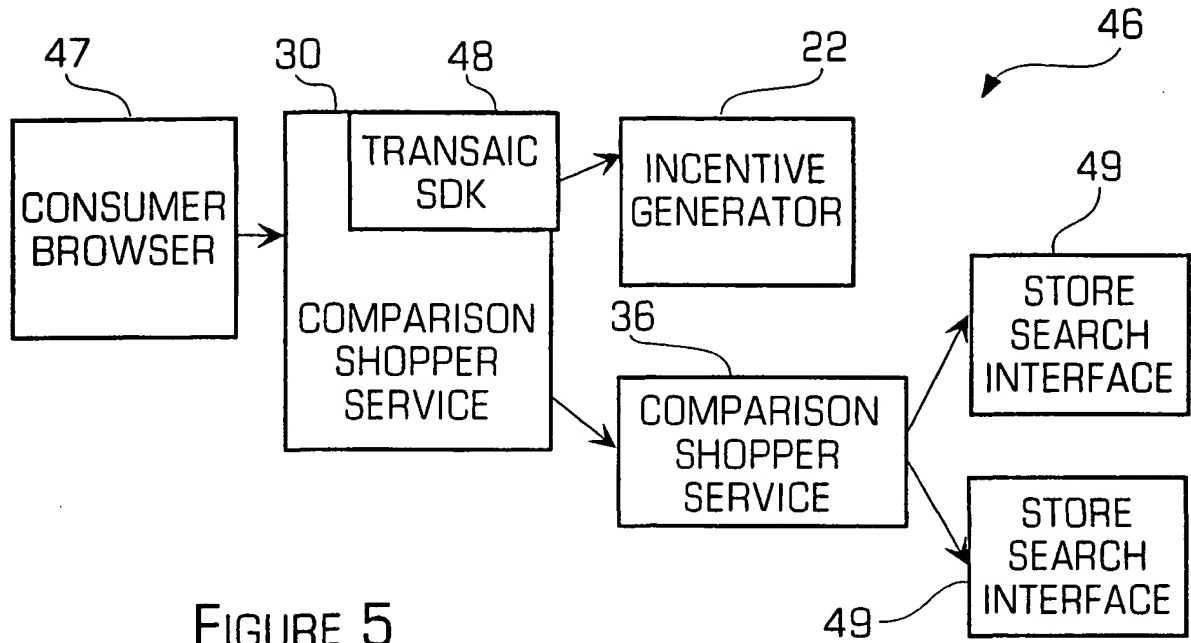 47
30
48
22
46
CONSUMER
BROWSER
TRANSAIC
SDK
INCENTIVE
GENERATOR
COMPARISON
SHOPPER
SERVICE
36
COMPARISON
SHOPPER
SERVICE
49
STORE
SEARCH
INTERFACE
STORE
SEARCH
INTERFACE
49
FIGURE 5